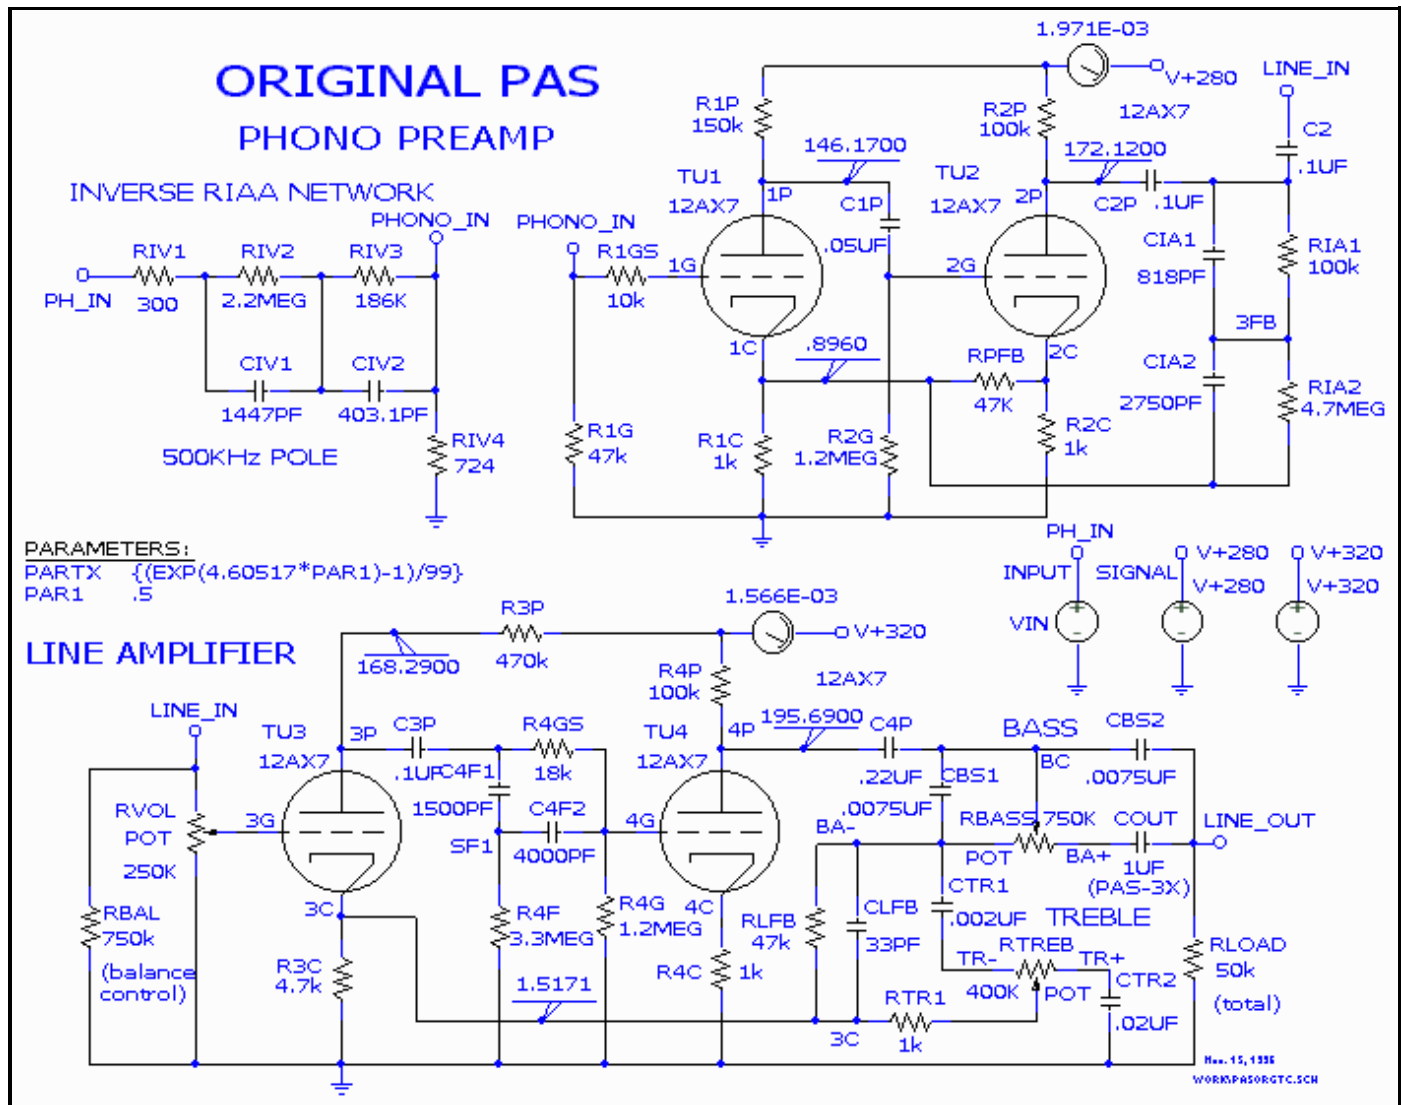 ORIGINAL PAS
PHONO PREAMP
1.971E-03
V+280
12AX7
LINE_IN
C2
.1UF
R1P
150k
R2P
100k
146.1700
172.1200
INVERSE RIAA NETWORK
PHONO_IN
RIV1
300
RIV2
2.2MEG
RIV3
186K
PH_IN
CIV1
1447PF
CIV2
403.1PF
500KHz POLE
RIV4
724
PHONO_IN
R1GS
10k
1G
TU1
12AX7
1P
C1P
.05UF
TU2
12AX7
2P
2G
C2P
.1UF
CIA1
818PF
RIA1
100k
3FB
1C
.8960
RPFB
47K
2C
CIA2
2750PF
RIA2
4.7MEG
R1G
47k
R1C
1k
R2G
1.2MEG
R2C
1k
PARAMETERS:
PARTX {(EXP(4.60517*PAR1)-1)/99}
PAR1 .5
PH_IN
INPUT
VIN
SIGNAL
V+280
V+280
V+320
V+320
LINE AMPLIFIER
R3P
470k
168.2900
1.566E-03
V+320
12AX7
R4P
100k
195.6900
LINE_IN
TU3
12AX7
3P
C3P
.1UF
C4F1
1500PF
R4GS
18k
C4F2
4000PF
SF1
TU4
12AX7
4P
4G
C4P
.22UF
CBS1
.0075UF
BASS
BC
CBS2
.0075UF
RVOL
POT
250K
3G
BA-
RBASS 750K
POT
BA+
COUT
1UF
(PAS-3X)
LINE_OUT
3C
R4F
3.3MEG
R4G
1.2MEG
4C
RLFB
47k
CLFB
33PF
CTR1
.002UF
TREBLE
RTREB
TR-
TR+
400K
POT
CTR2
.02UF
RBAL
750k
(balance
control)
R3C
4.7k
1.5171
R4C
1k
3C
RTR1
1k
RLOAD
50k
(total)
15, 1996
WORK\PASORGTC.SCH